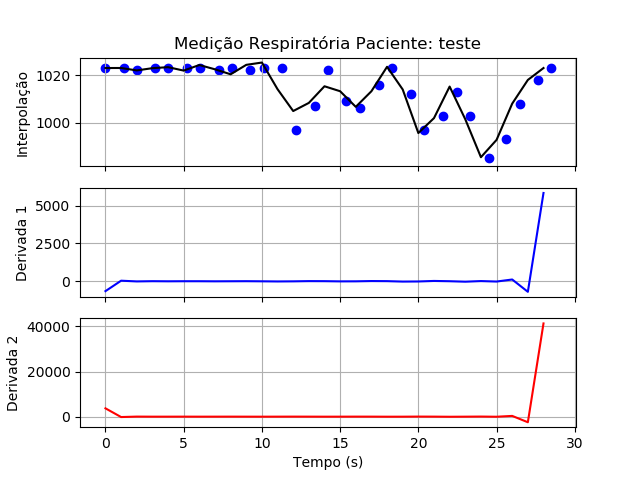 Medição Respiratória Paciente: teste
Interpolação
1020
1000
Derivada 1
5000
2500
0
Derivada 2
40000
20000
0
0 5 10 15 20 25 30
Tempo (s)